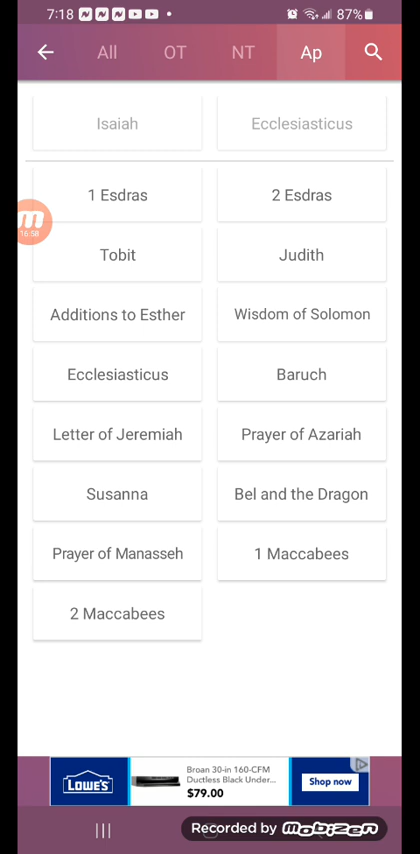 7:18 87%
All OT NT Ap
Isaiah Ecclesiasticus
1 Esdras 2 Esdras
16:58
Tobit Judith
Additions to Esther Wisdom of Solomon
Ecclesiasticus Baruch
Letter of Jeremiah Prayer of Azariah
Susanna Bel and the Dragon
Prayer of Manasseh 1 Maccabees
2 Maccabees
LOWE'S
Broan 30-in 160-CFM
Ductless Black Under...
$79.00
Shop now
Recorded by mobizen